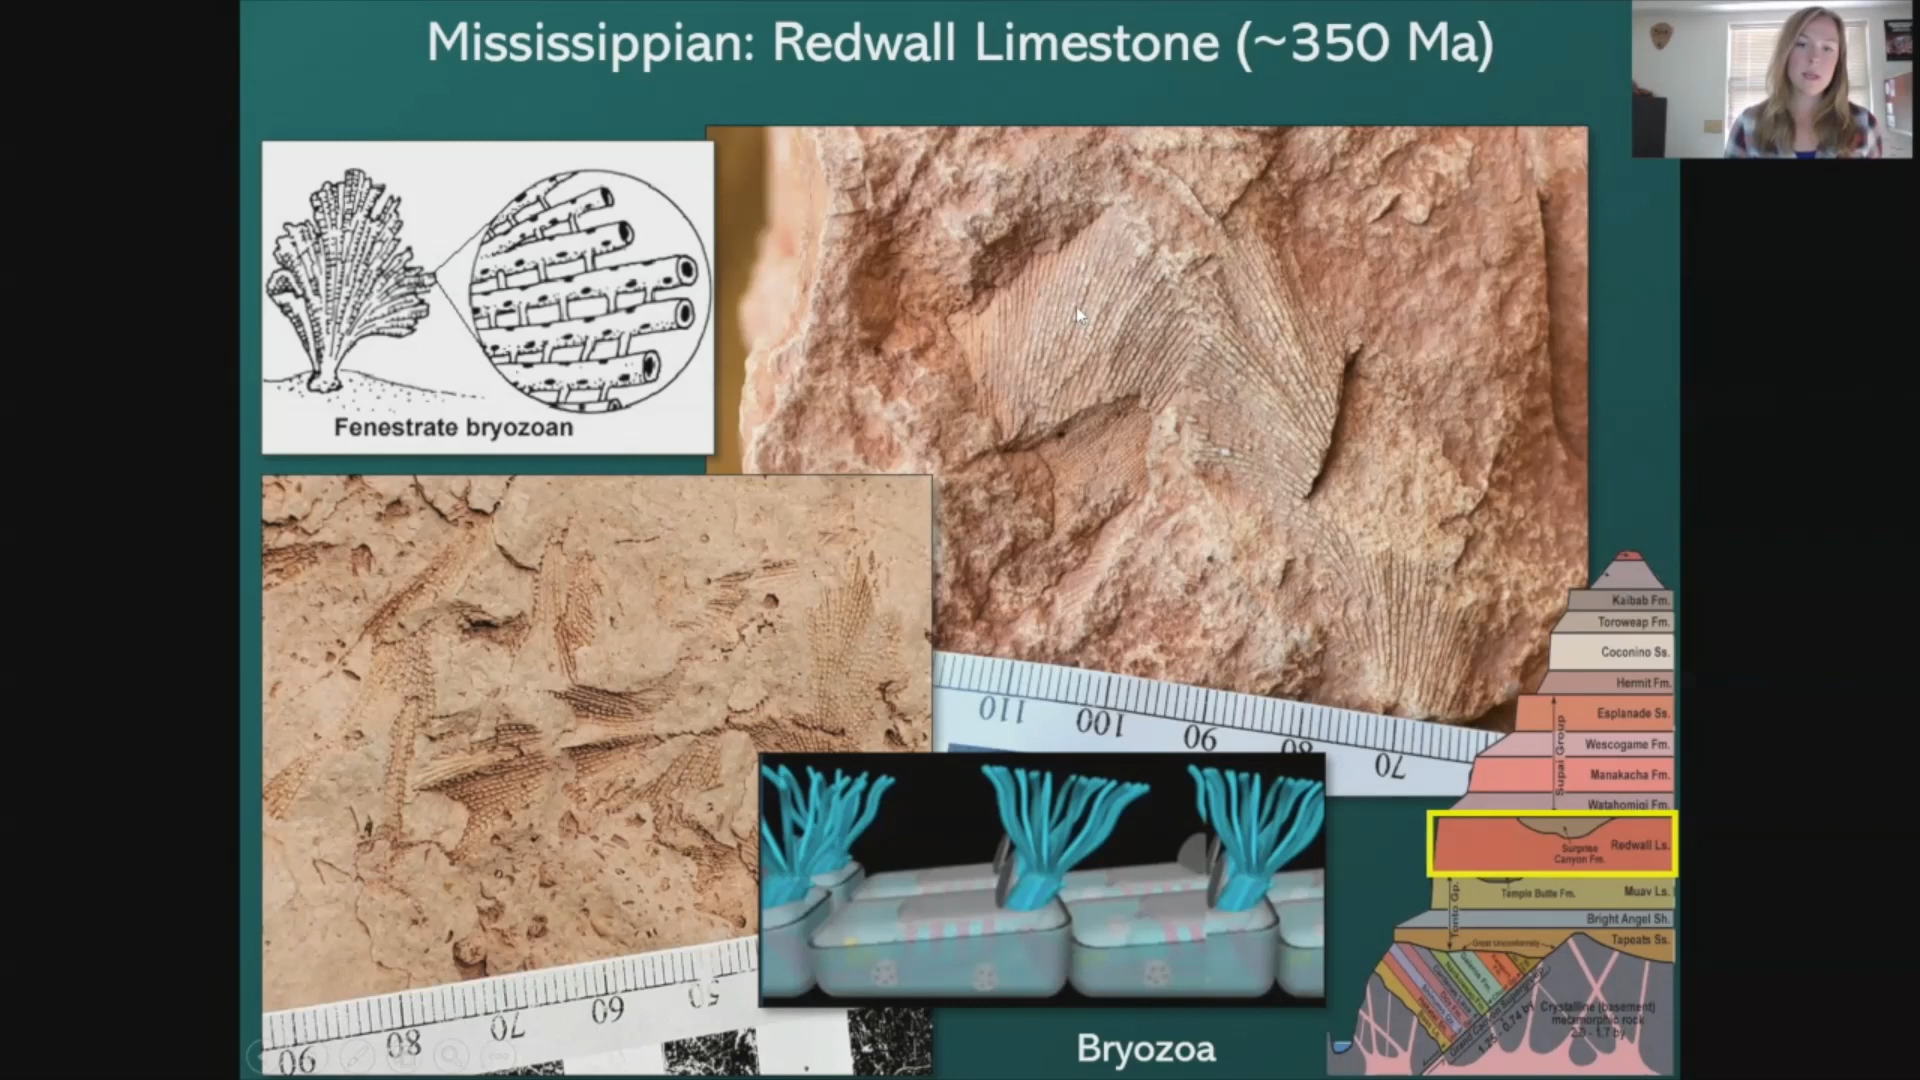 Mississippian: Redwall Limestone (~350 Ma)
Fenestrate bryozoan
110 100 90 80 70
90 80 70 60 50
Bryozoa
Kaibab Fm.
Toroweap Fm.
Coconino Ss.
Hermit Fm.
Esplanade Ss.
Supai Group
Wescogame Fm.
Manakacha Fm.
Watahomigi Fm.
Redwall Ls.
Surprise
Canyon Fm.
Temple Butte Fm.
Muav Ls.
Tonto Gp.
Bright Angel Sh.
Tapeats Ss.
Great Unconformity
Crystalline (basement)
metamorphic rock